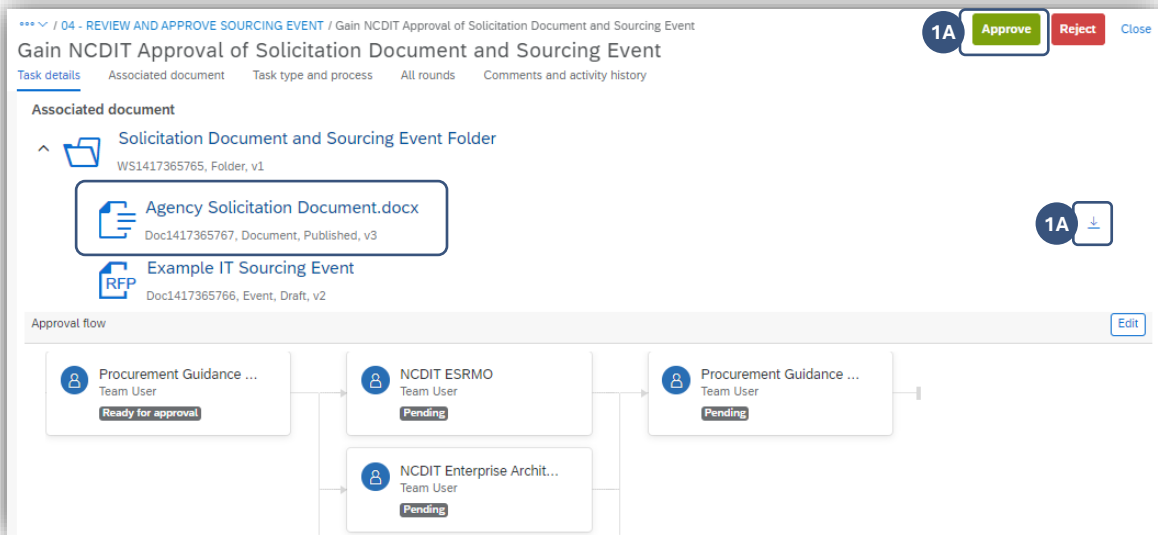 / 04 - REVIEW AND APPROVE SOURCING EVENT / Gain NCDIT Approval of Solicitation Document and Sourcing Event
1A Approve Reject Close
Gain NCDIT Approval of Solicitation Document and Sourcing Event
Task details Associated document Task type and process All rounds Comments and activity history
Associated document
Solicitation Document and Sourcing Event Folder
WS1417365765, Folder, v1
Agency Solicitation Document.docx
1A
Doc1417365767, Document, Published, v3
Example IT Sourcing Event
RFP
Doc1417365766, Event, Draft, v2
Approval flow Edit
Procurement Guidance ... NCDIT ESRMO Procurement Guidance ...
Team User Team User Team User
Ready for approval Pending Pending
NCDIT Enterprise Archit...
Team User
Pending